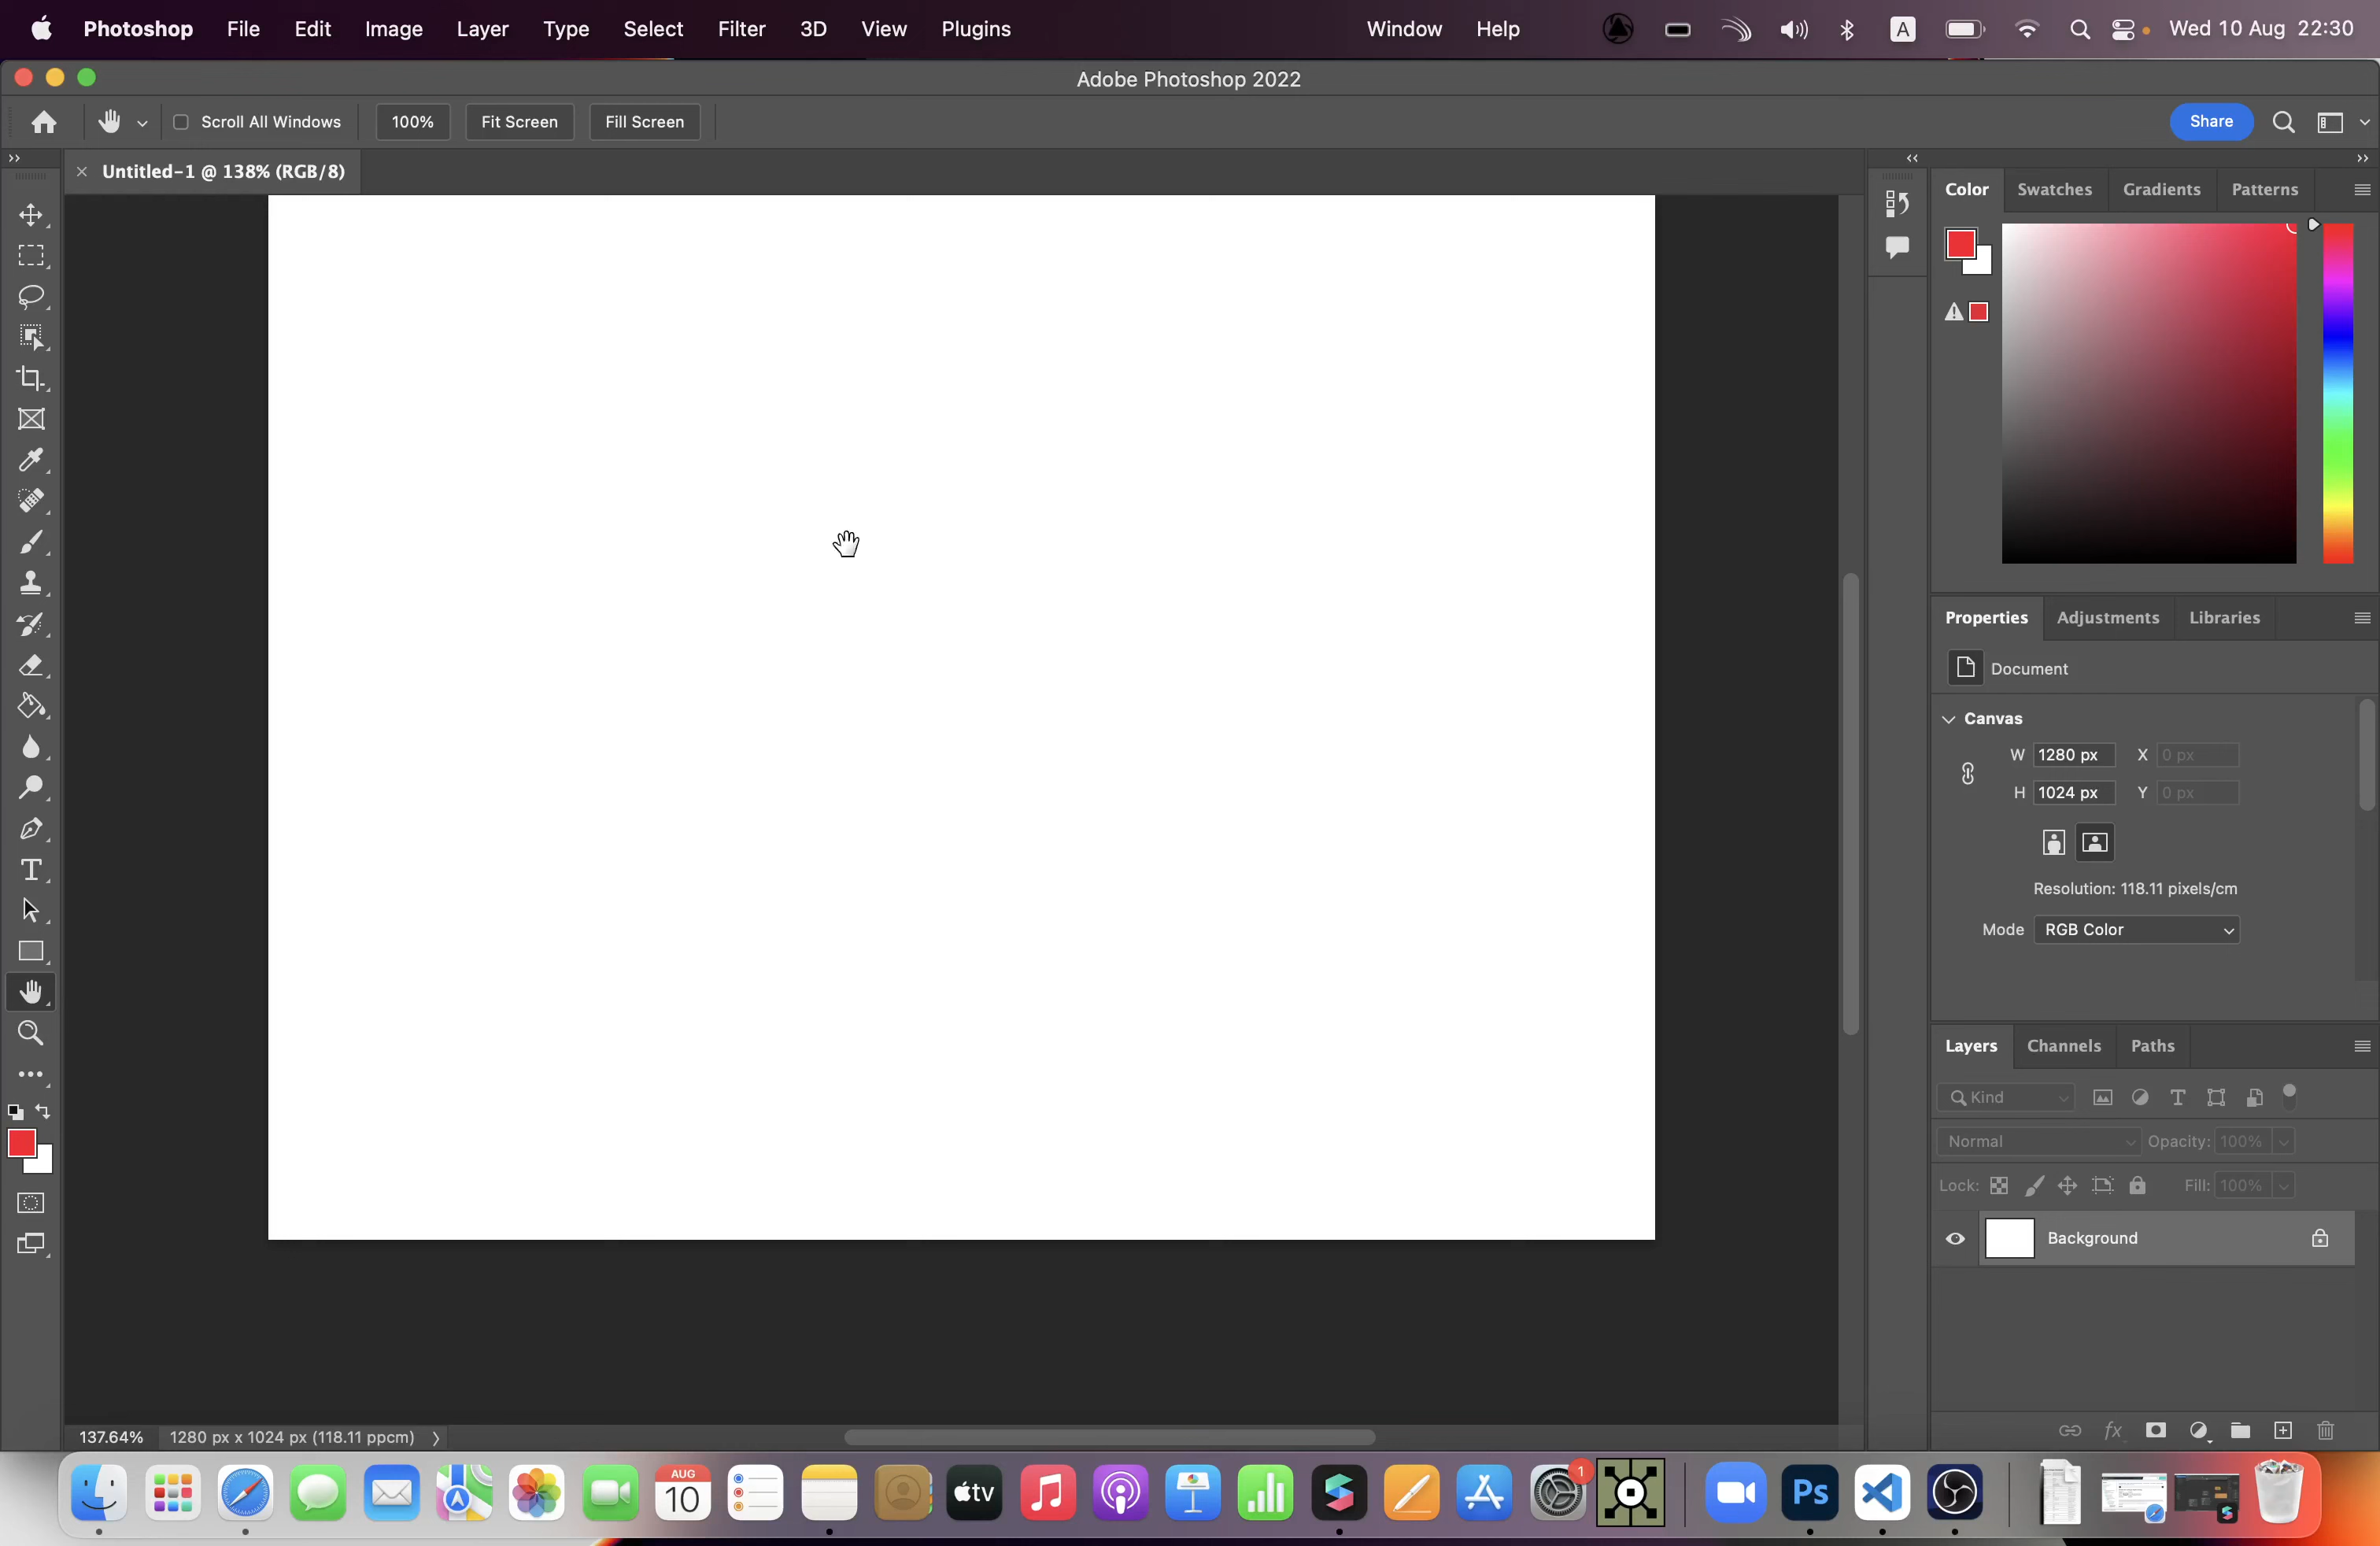 Photoshop File Edit Image Layer Type Select Filter 3D View Plugins Window Help A Wed 10 Aug 22:30
Adobe Photoshop 2022
Scroll All Windows 100% Fit Screen Fill Screen Share
Untitled-1 @ 138% (RGB/8)
Color Swatches Gradients Patterns
Properties Adjustments Libraries
Document
Canvas
W 1280 px X 0 px
H 1024 px Y 0 px
Resolution: 118.11 pixels/cm
Mode RGB Color
Layers Channels Paths
Kind
Normal Opacity: 100%
Lock: Fill: 100%
Background
fx
137.64% 1280 px x 1024 px (118.11 ppcm)
AUG
10
tv
1
Ps